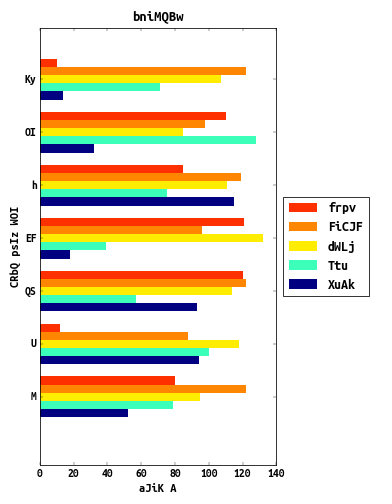 bniMQBw
CRbQ psIz WOI
Ky
OI
h
EF
QS
U
M
0 20 40 60 80 100 120 140
aJiK A
frpv
FiCJF
dWLj
Ttu
XuAk